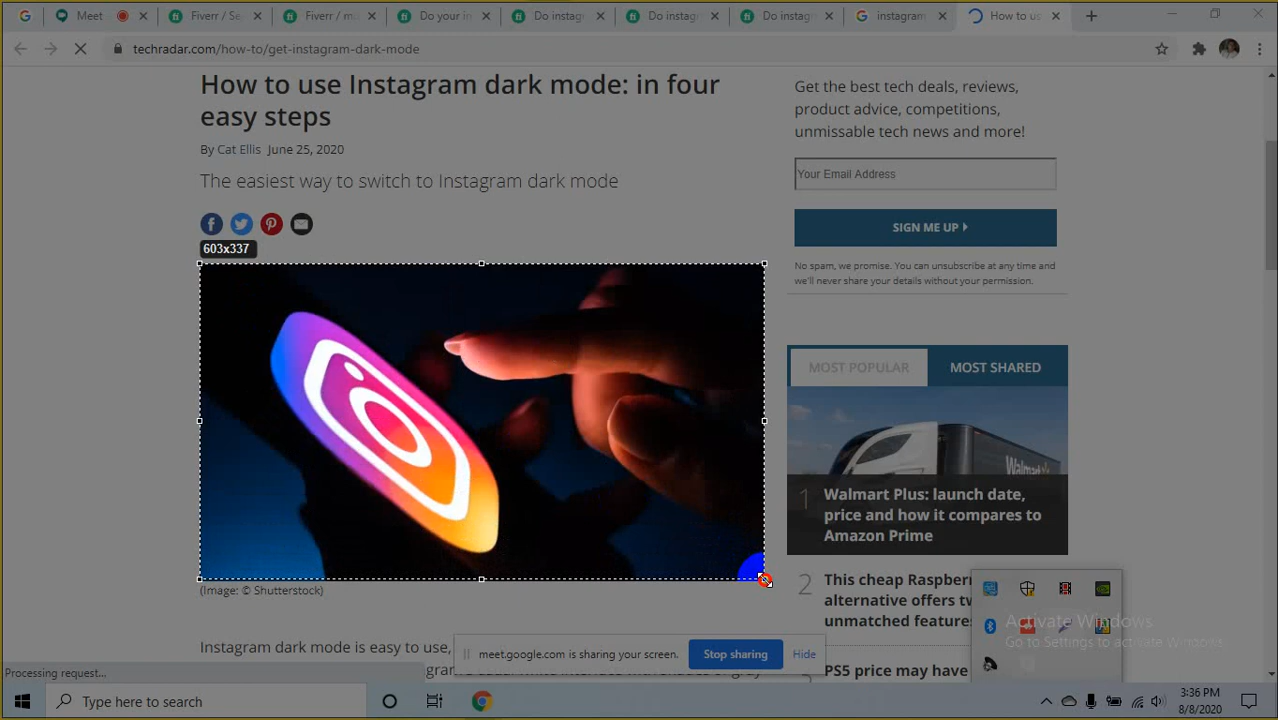 Meet
Fiverr / Se
Fiverr / mu
Do your in
Do instag
Do instag
Do instag
instagram
How to us
techradar.com/how-to/get-instagram-dark-mode
How to use Instagram dark mode: in four
easy steps
By Cat Ellis June 25, 2020
The easiest way to switch to Instagram dark mode
603x337
(Image: © Shutterstock)
Instagram dark mode is easy to use,
Get the best tech deals, reviews,
product advice, competitions,
unmissable tech news and more!
Your Email Address
SIGN ME UP
No spam, we promise. You can unsubscribe at any time and
we'll never share your details without your permission.
MOST POPULAR
MOST SHARED
Walmart
1
Walmart Plus: launch date,
price and how it compares to
Amazon Prime
2
This cheap Raspberr
alternative offers tw
unmatched features
PS5 price may have
Activate Windows
Go to Settings to activate Windows.
meet.google.com is sharing your screen.
Stop sharing
Hide
Processing request...
Type here to search
3:36 PM
8/8/2020